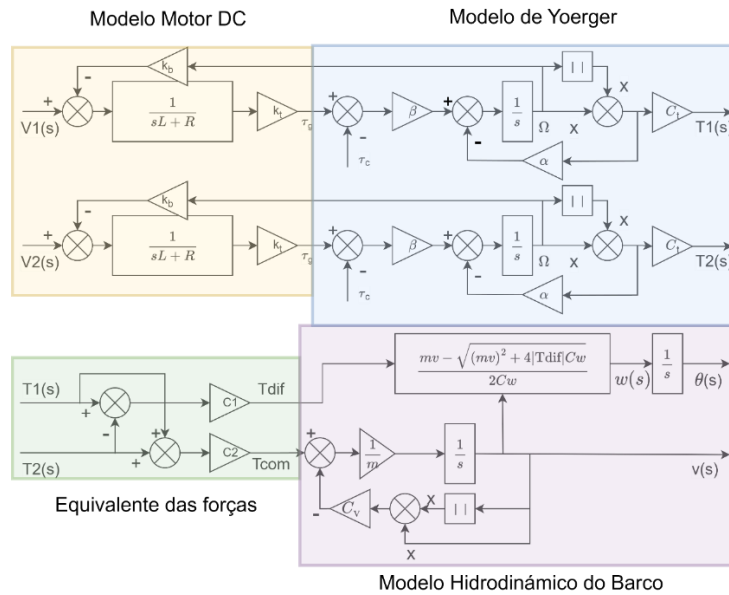 Modelo Motor DC
Modelo de Yoerger
- k_b | | x
+ V1(s) 1/(sL + R) k_t τ_g + - τ_c β + - 1/s Ω X C_t T1(s)
α
- k_b | | x
+ V2(s) 1/(sL + R) k_t τ_g + - τ_c β + - 1/s Ω X C_t T2(s)
α
T1(s) + - C1 Tdif (mv − √((mv)² + 4|Tdif|Cw))/(2Cw) w(s) 1/s θ(s)
T2(s) + + C2 Tcom + - 1/m 1/s v(s)
C_v X | |
X
Equivalente das forças
Modelo Hidrodinámico do Barco